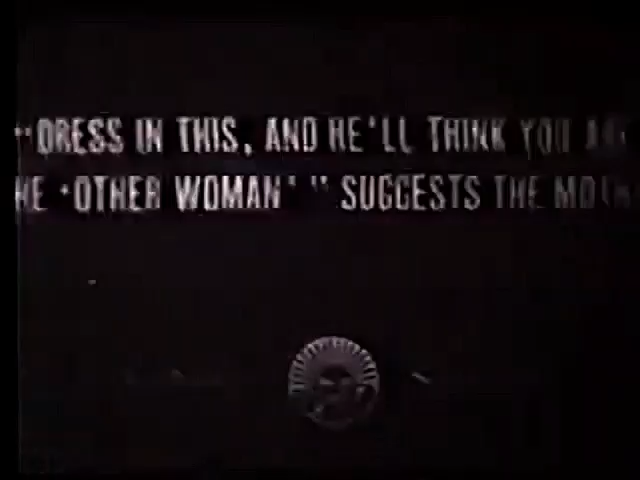 "DRESS IN THIS, AND HE'LL THINK YOU
HE 'OTHER WOMAN' " SUGGESTS THE